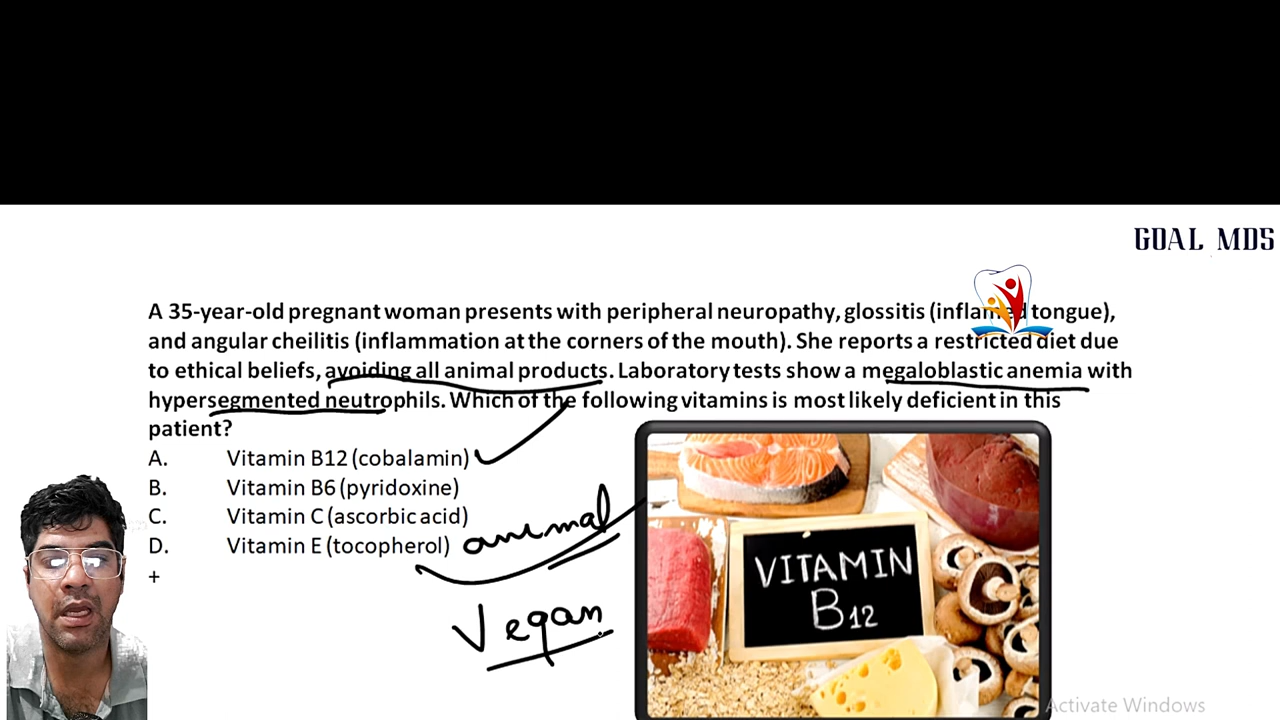 GOAL MDS
A 35-year-old pregnant woman presents with peripheral neuropathy, glossitis (inflamed tongue),
and angular cheilitis (inflammation at the corners of the mouth). She reports a restricted diet due
to ethical beliefs, avoiding all animal products. Laboratory tests show a megaloblastic anemia with
hypersegmented neutrophils. Which of the following vitamins is most likely deficient in this
patient?
A. Vitamin B12 (cobalamin)
B. Vitamin B6 (pyridoxine)
C. Vitamin C (ascorbic acid)
D. Vitamin E (tocopherol)
+
animal
Vegan
VITAMIN
B12
Activate Windows